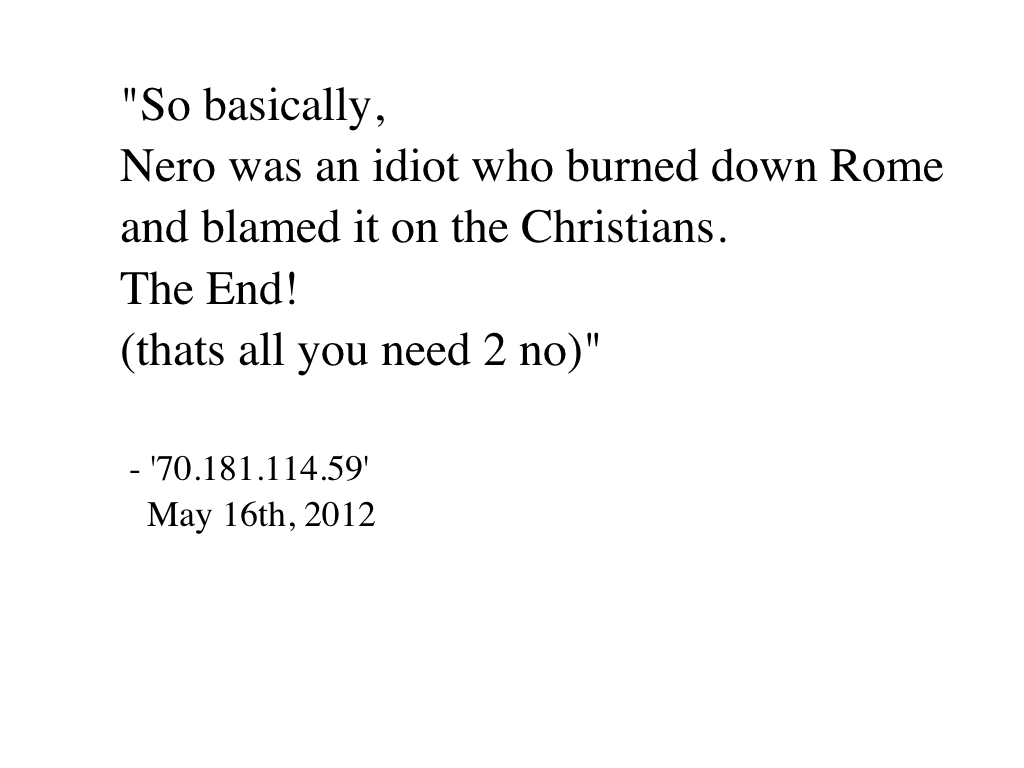 "So basically,
Nero was an idiot who burned down Rome
and blamed it on the Christians.
The End!
(thats all you need 2 no)"
- '70.181.114.59'
May 16th, 2012